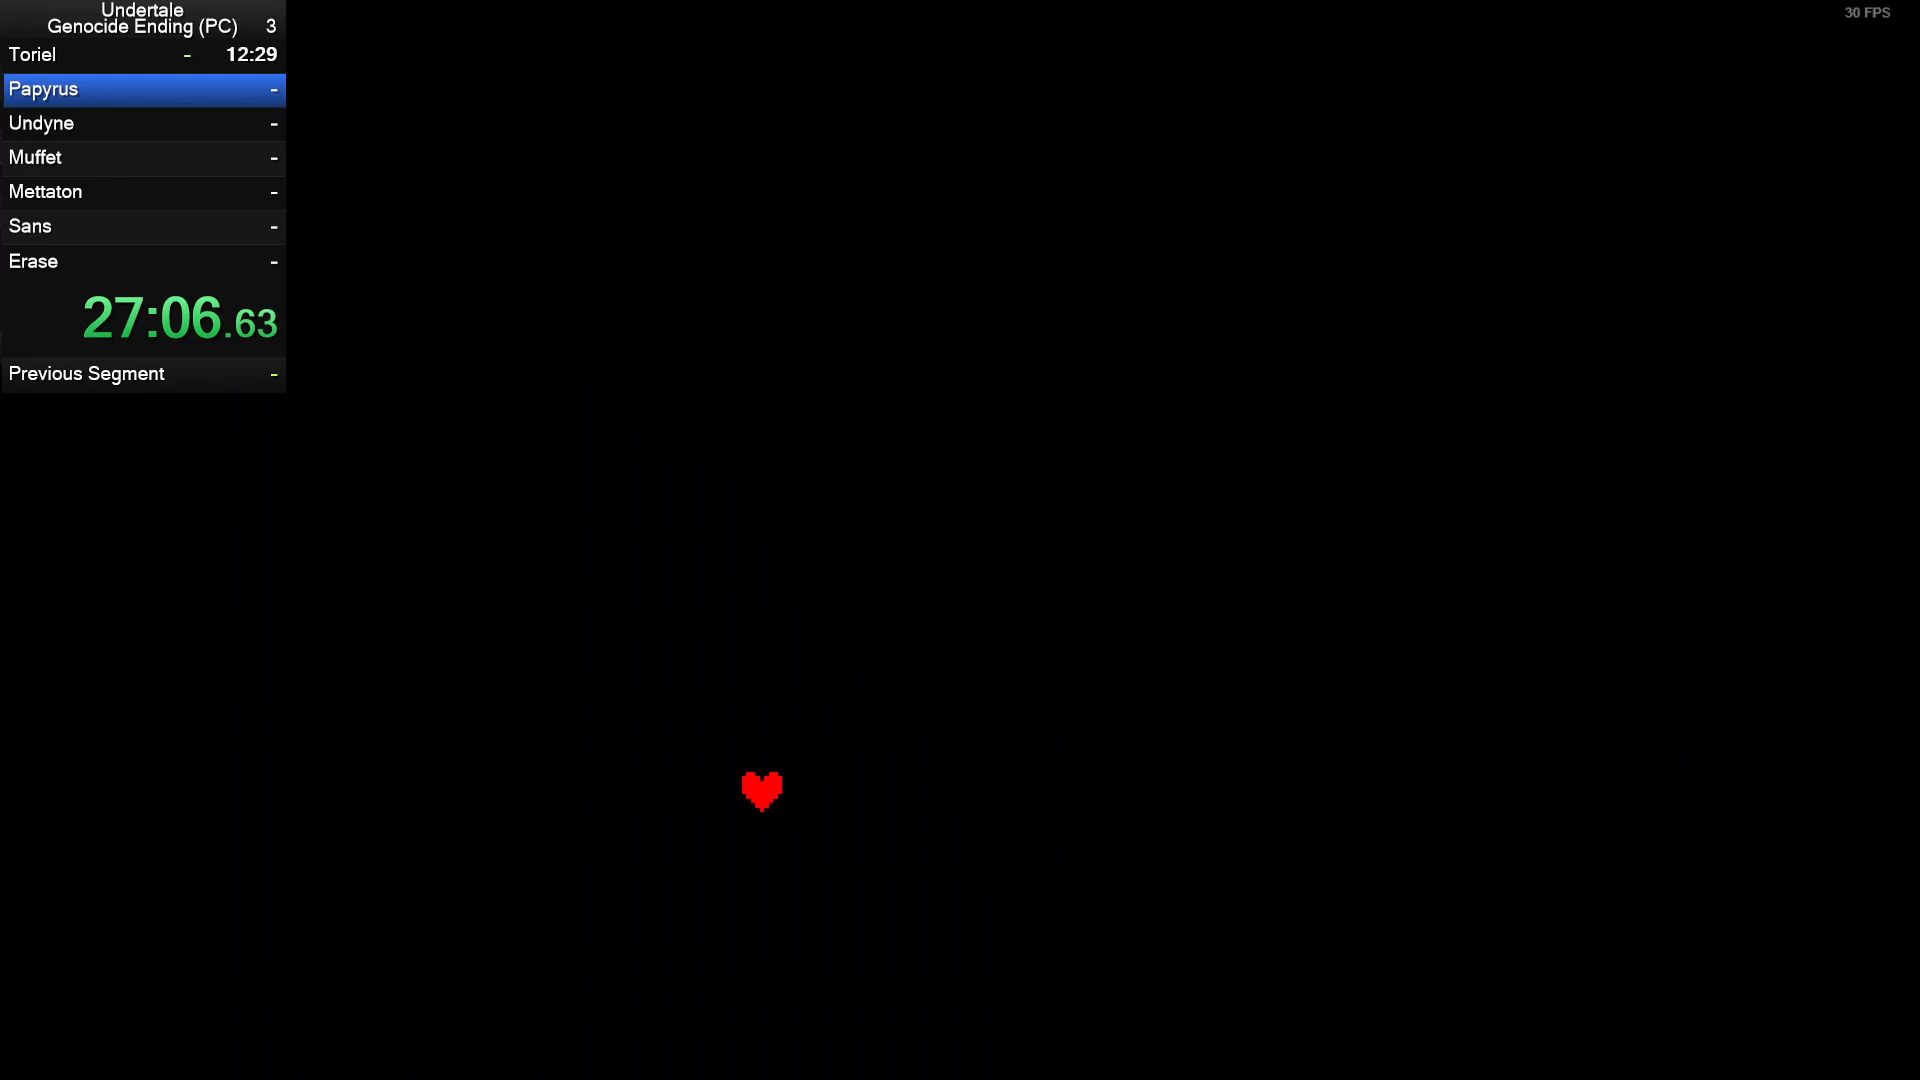 Undertale
Genocide Ending (PC) 3
Toriel - 12:29
Papyrus -
Undyne -
Muffet -
Mettaton -
Sans -
Erase -
27:06.63
Previous Segment -
30 FPS